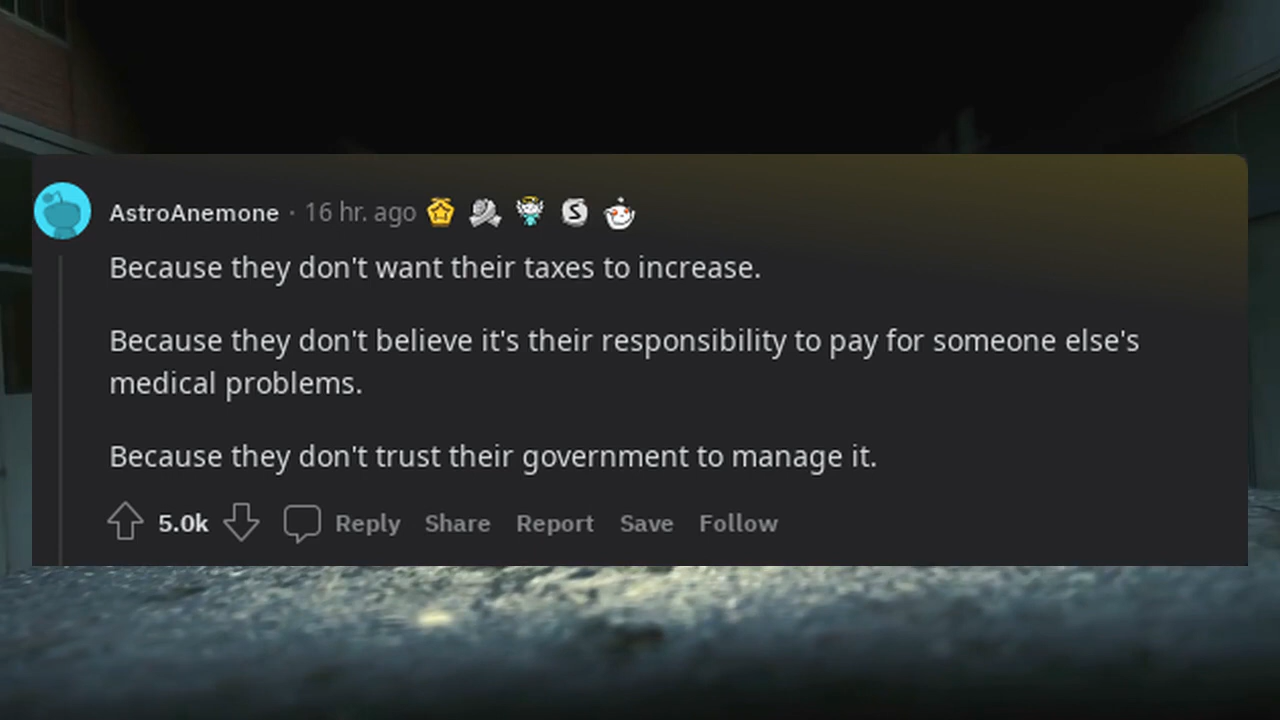 AstroAnemone · 16 hr. ago
Because they don't want their taxes to increase.
Because they don't believe it's their responsibility to pay for someone else's
medical problems.
Because they don't trust their government to manage it.
5.0k Reply Share Report Save Follow